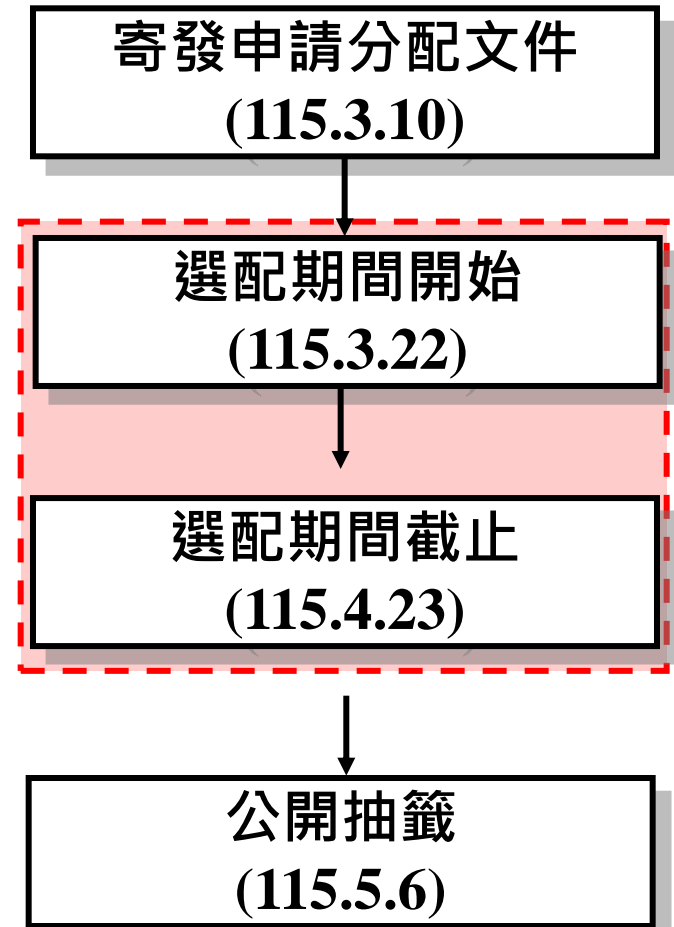 寄發申請分配文件
(115.3.10)
選配期間開始
(115.3.22)
選配期間截止
(115.4.23)
公開抽籤
(115.5.6)